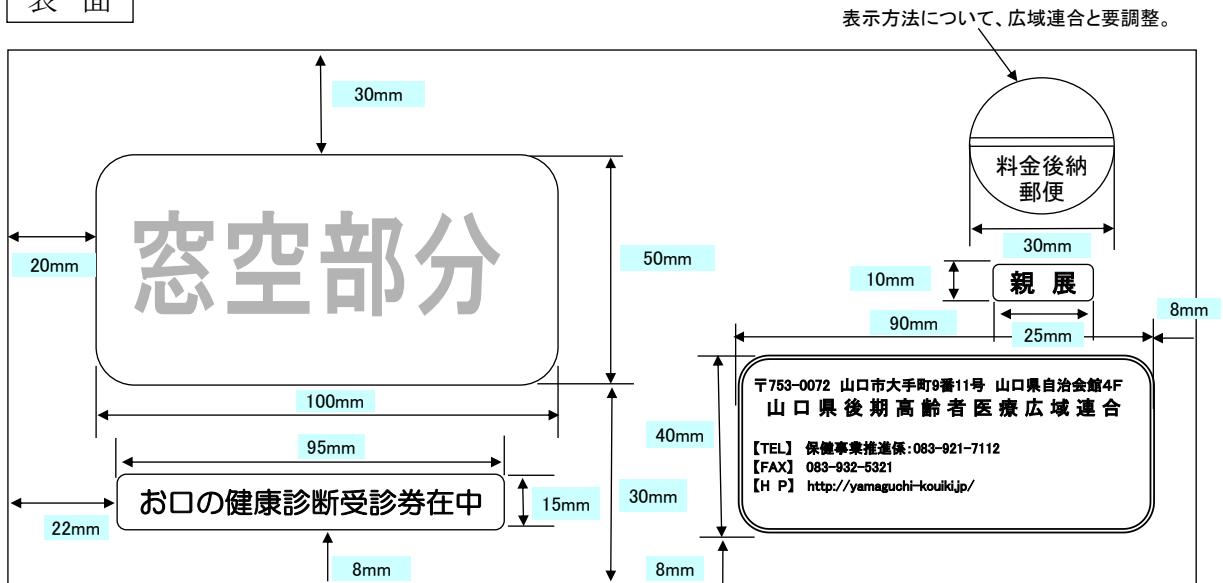 表 面
表示方法について、広域連合と要調整。
30mm
料金後納
郵便
窓空部分
20mm
50mm
30mm
10mm
親 展
8mm
90mm
25mm
100mm
〒753-0072 山口市大手町9番11号 山口県自治会館4F
山口県後期高齢者医療広域連合
40mm
95mm
【TEL】 保健事業推進係:083-921-7112
【FAX】 083-932-5321
【H P】 http://yamaguchi-kouiki.jp/
お口の健康診断受診券在中
15mm
30mm
22mm
8mm
8mm